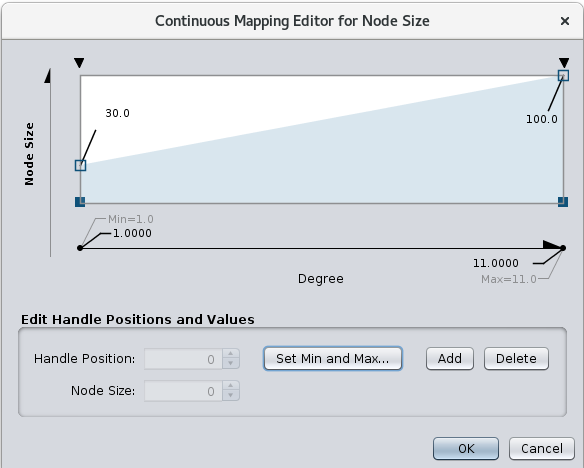 Continuous Mapping Editor for Node Size
×
Node Size
30.0
100.0
Min=1.0
1.0000
11.0000
Max=11.0
Degree
Edit Handle Positions and Values
Handle Position: 0 Set Min and Max... Add Delete
Node Size: 0
OK Cancel